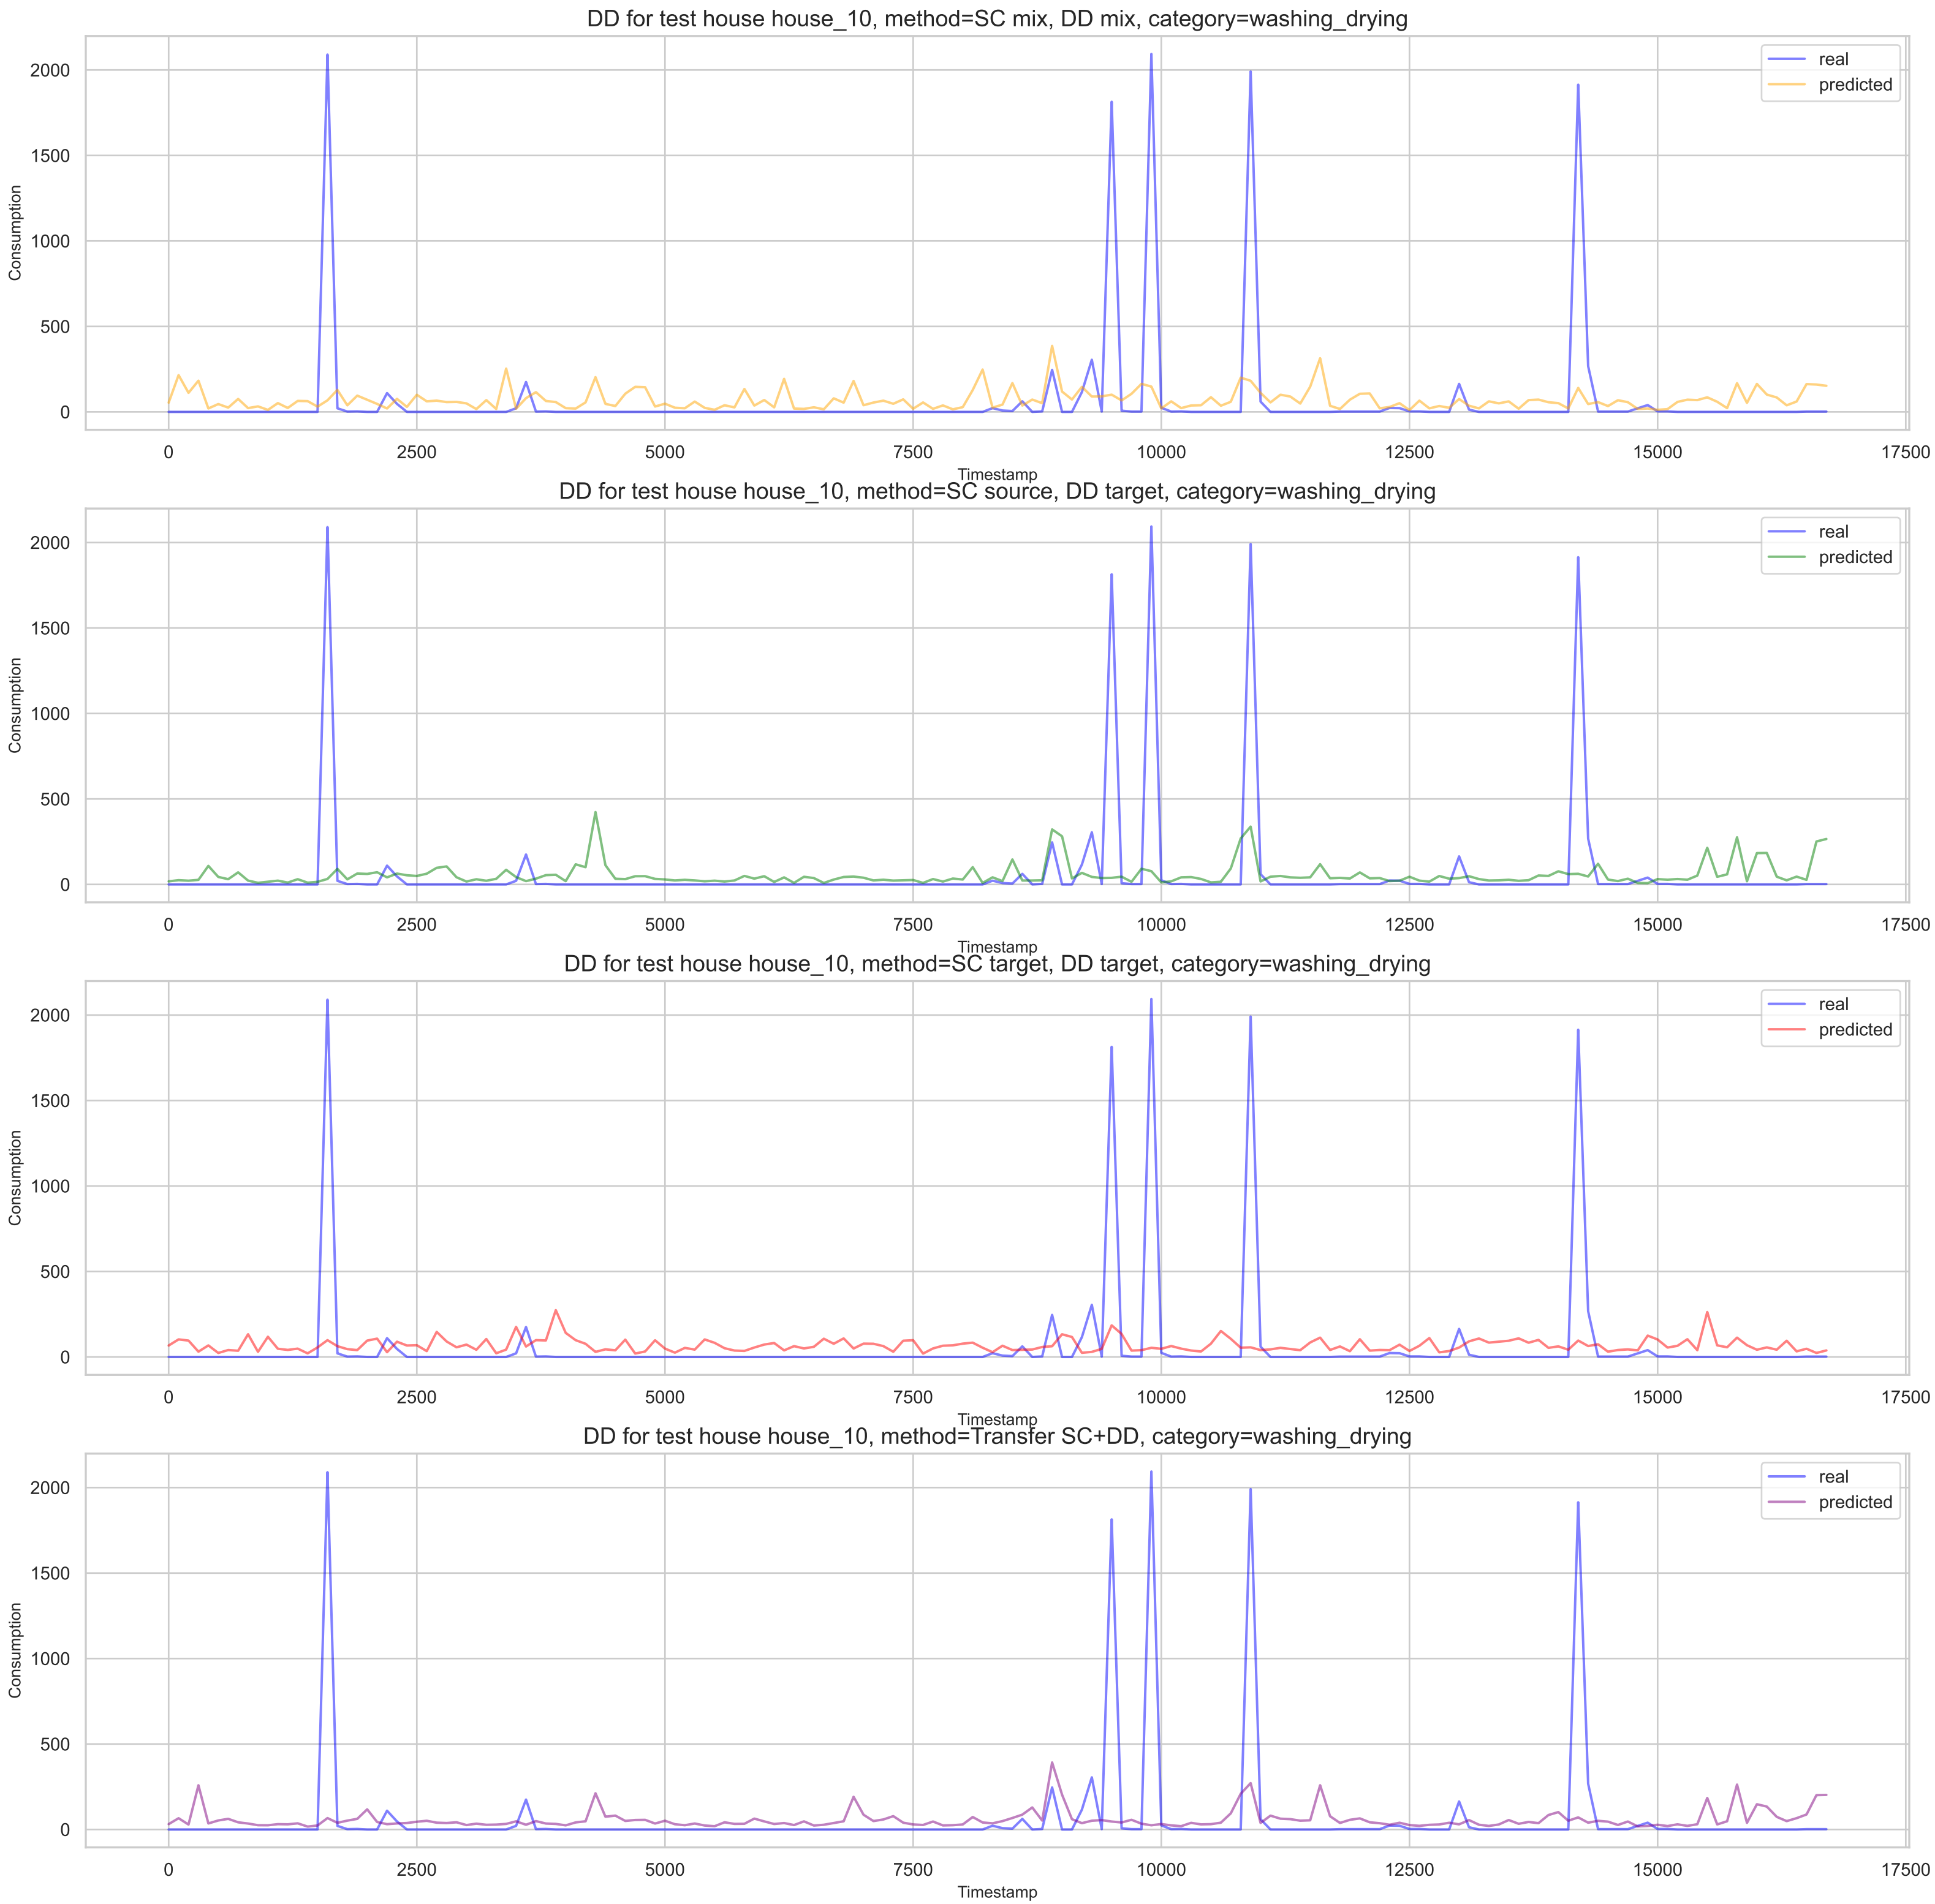 DD for test house house_10, method=SC mix, DD mix, category=washing_drying
real
predicted
2000
1500
1000
500
0
Consumption
0 2500 5000 7500 10000 12500 15000 17500
Timestamp
DD for test house house_10, method=SC source, DD target, category=washing_drying
real
predicted
2000
1500
1000
500
0
Consumption
0 2500 5000 7500 10000 12500 15000 17500
Timestamp
DD for test house house_10, method=SC target, DD target, category=washing_drying
real
predicted
2000
1500
1000
500
0
Consumption
0 2500 5000 7500 10000 12500 15000 17500
Timestamp
DD for test house house_10, method=Transfer SC+DD, category=washing_drying
real
predicted
2000
1500
1000
500
0
Consumption
0 2500 5000 7500 10000 12500 15000 17500
Timestamp